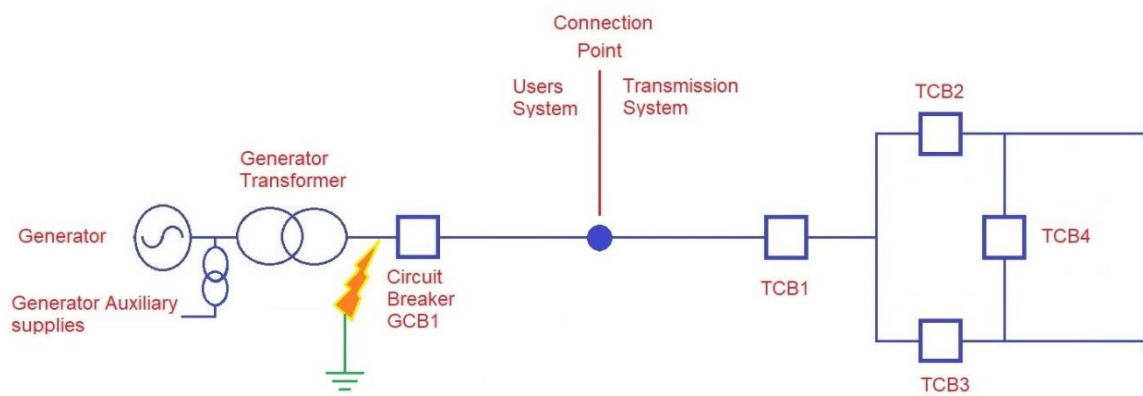 Connection
Point
Users
System
Transmission
System
TCB2
Generator
Transformer
Generator
TCB4
Circuit
Breaker
GCB1
TCB1
Generator Auxiliary
supplies
TCB3